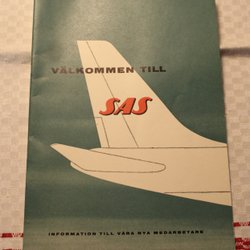 VÄLKOMMEN TILL
SAS
INFORMATION TILL VÅRA NYA MEDARBETARE